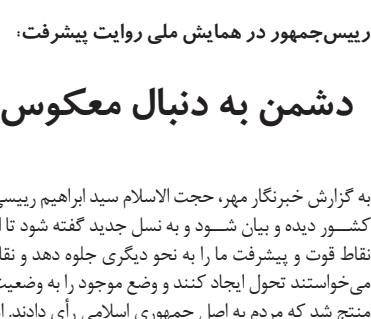 رییس‌جمهور در همایش ملی روایت پیشرفت:
دشمن به دنبال معکوس
به گزارش خبرنگار مهر، حجت الاسلام سید ابراهیم رییسی
کشــور دیده و بیان شــود و به نسل جدید گفته شود تا
نقاط قوت و پیشرفت ما را به نحو دیگری جلوه دهد و
می‌خواستند تحول ایجاد کنند و وضع موجود را به وضعیت
منتج شد که مردم به اصل جمهوری اسلامی رأی دادند.